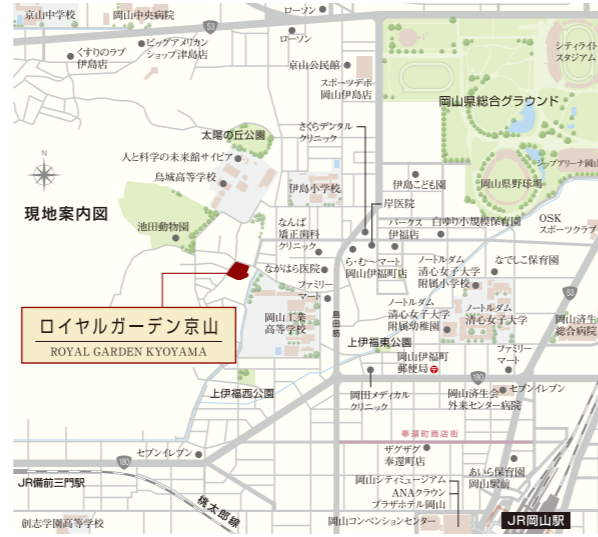 京山中学校
岡山中央病院
53
ローソン
ローソン
くすりのラブ
伊島店
ビッグアメリカン
ショップ津島店
京山公民館
スポーツデポ
岡山伊島店
シティライト
スタジアム
岡山県総合グラウンド
太陽の丘公園
さくらデンタル
クリニック
人と科学の未来館サイピア
烏城高等学校
伊島小学校
ジップアリーナ岡山
岡山県野球場
伊島こども園
N
現地案内図
池田動物園
岸医院
パークス
伊福店
白ゆり小規模保育園
OSK
スポーツクラブ
なんば
矯正歯科
クリニック
ら・む〜マート
岡山伊福町店
ノートルダム
清心女子大学
附属小学校
なでしこ保育園
ながはら医院
ファミリー
マート
53
ロイヤルガーデン京山
ROYAL GARDEN KYOYAMA
岡山工業
高等学校
島田筋
ノートルダム
清心女子大学
附属幼稚園
ノートルダム
清心女子大学
岡山済生会
総合病院
上伊福東公園
岡山伊福町
郵便局
ファミリー
マート
180
上伊福西公園
岡田メディカル
クリニック
岡山済生会
外来センター病院
セブンイレブン
奉還町商店街
セブンイレブン
180
ザグザグ
奉還町店
あいら保育園
岡山駅前
JR備前三門駅
桃太郎線
岡山シティミュージアム
ANAクラウン
プラザホテル岡山
岡山コンベンションセンター
JR岡山駅
創志学園高等学校